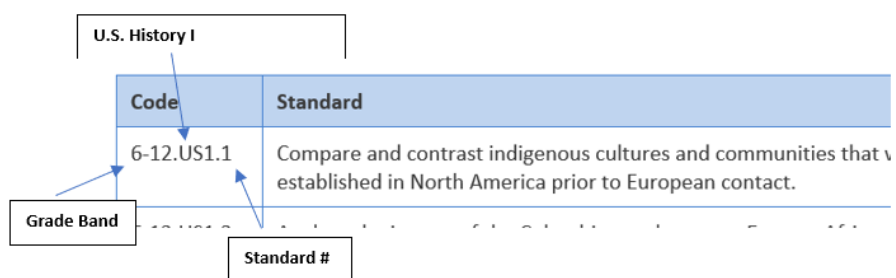 U.S. History I
Code Standard
6-12.US1.1 Compare and contrast indigenous cultures and communities that
established in North America prior to European contact.
Grade Band
Standard #